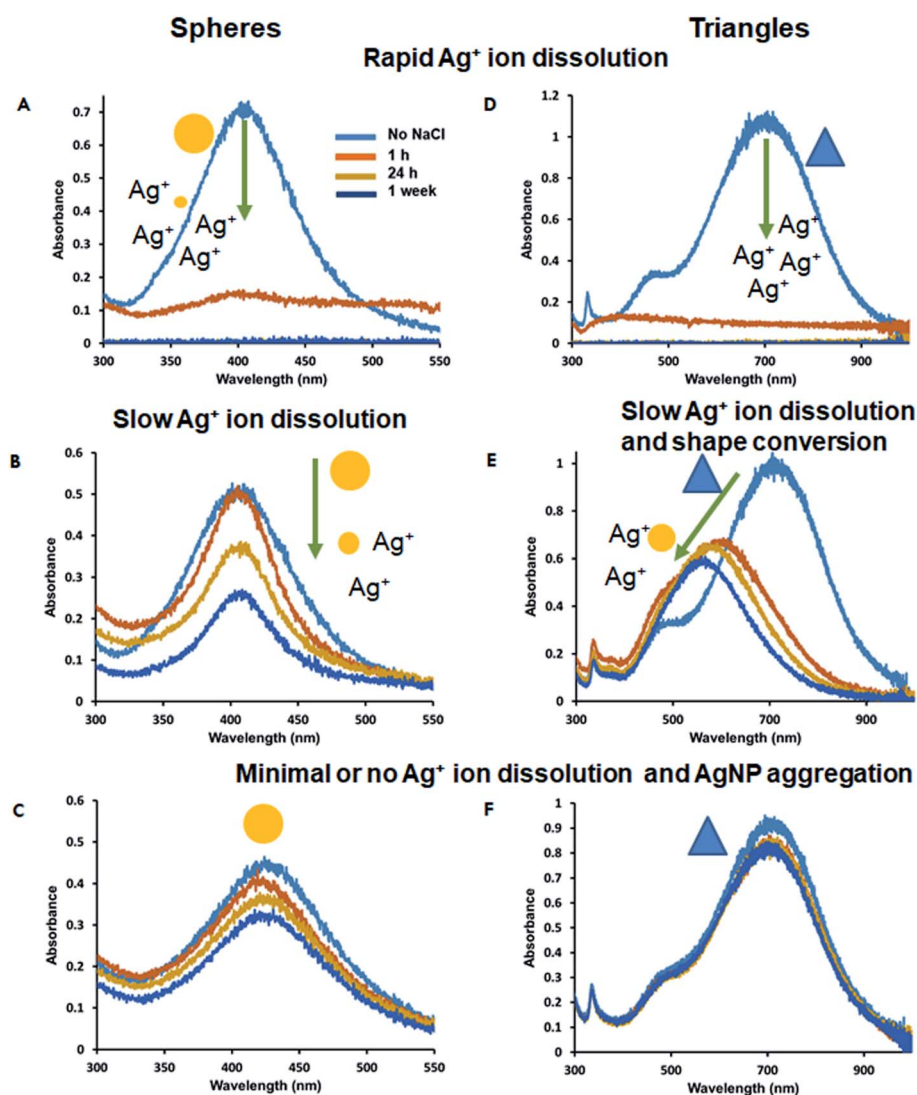 Spheres
Triangles
Rapid Ag⁺ ion dissolution
A
0.7
0.6
0.5
0.4
0.3
0.2
0.1
0
Absorbance
No NaCl
1 h
24 h
1 week
Ag⁺
Ag⁺
Ag⁺
Ag⁺
300
350
400
450
500
550
Wavelength (nm)
D
1.2
1
0.8
0.6
0.4
0.2
0
Absorbance
Ag⁺
Ag⁺
Ag⁺
Ag⁺
300
500
700
900
Wavelength (nm)
Slow Ag⁺ ion dissolution
B
0.6
0.5
0.4
0.3
0.2
0.1
0
Absorbance
Ag⁺
Ag⁺
300
350
400
450
500
550
Wavelength (nm)
Slow Ag⁺ ion dissolution
and shape conversion
E
1
0.8
0.6
0.4
0.2
0
Absorbance
Ag⁺
Ag⁺
300
500
700
900
Wavelength (nm)
Minimal or no Ag⁺ ion dissolution and AgNP aggregation
C
0.6
0.5
0.4
0.3
0.2
0.1
0
Absorbance
300
350
400
450
500
550
Wavelength (nm)
F
1
0.9
0.8
0.7
0.6
0.5
0.4
0.3
0.2
0.1
0
Absorbance
300
500
700
900
Wavelength (nm)